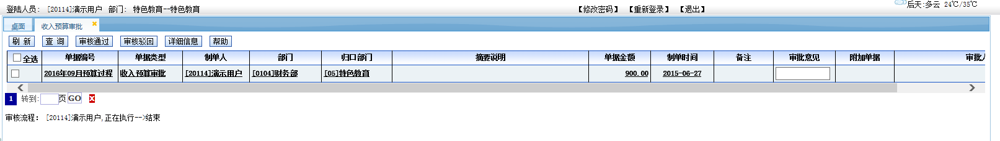 登陆人员： [20114]演示用户 部门： 特色教育--特色教育 【修改密码】 【重新登录】 【退出】 后天:多云 24℃/35℃
桌面 收入预算审批
刷 新 查 询 审核通过 审核驳回 详细信息 帮助
全选 单据编号 单据类型 制单人 部门 归口部门 摘要说明 单据金额 制单时间 备注 审批意见 附加单据 审批
2016年09月预算过程 收入预算审批 [20114]演示用户 [0104]财务部 [05]特色教育 900.00 2015-06-27
1 转到: 页 GO X
审核流程： [20114]演示用户,正在执行-->结束